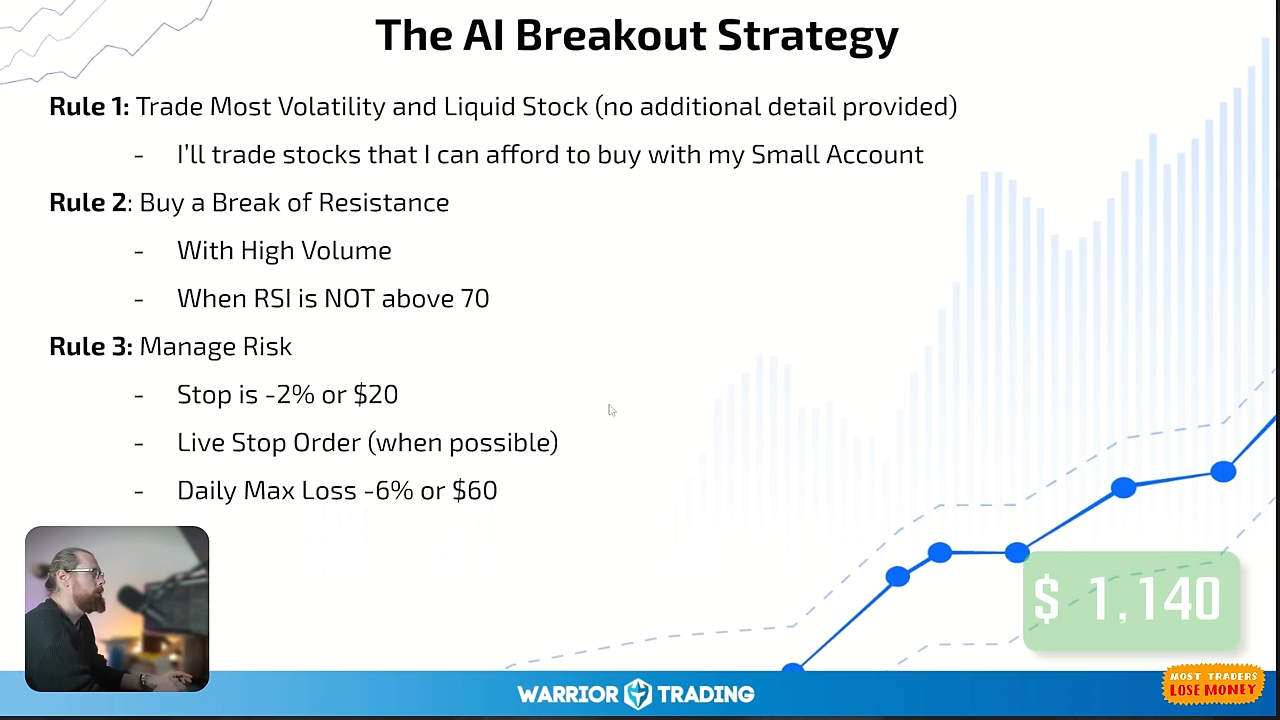 The AI Breakout Strategy
Rule 1: Trade Most Volatility and Liquid Stock (no additional detail provided)
- I'll trade stocks that I can afford to buy with my Small Account
Rule 2: Buy a Break of Resistance
- With High Volume
- When RSI is NOT above 70
Rule 3: Manage Risk
- Stop is -2% or $20
- Live Stop Order (when possible)
- Daily Max Loss -6% or $60
$ 1,140
WARRIOR TRADING
MOST TRADERS
LOSE MONEY